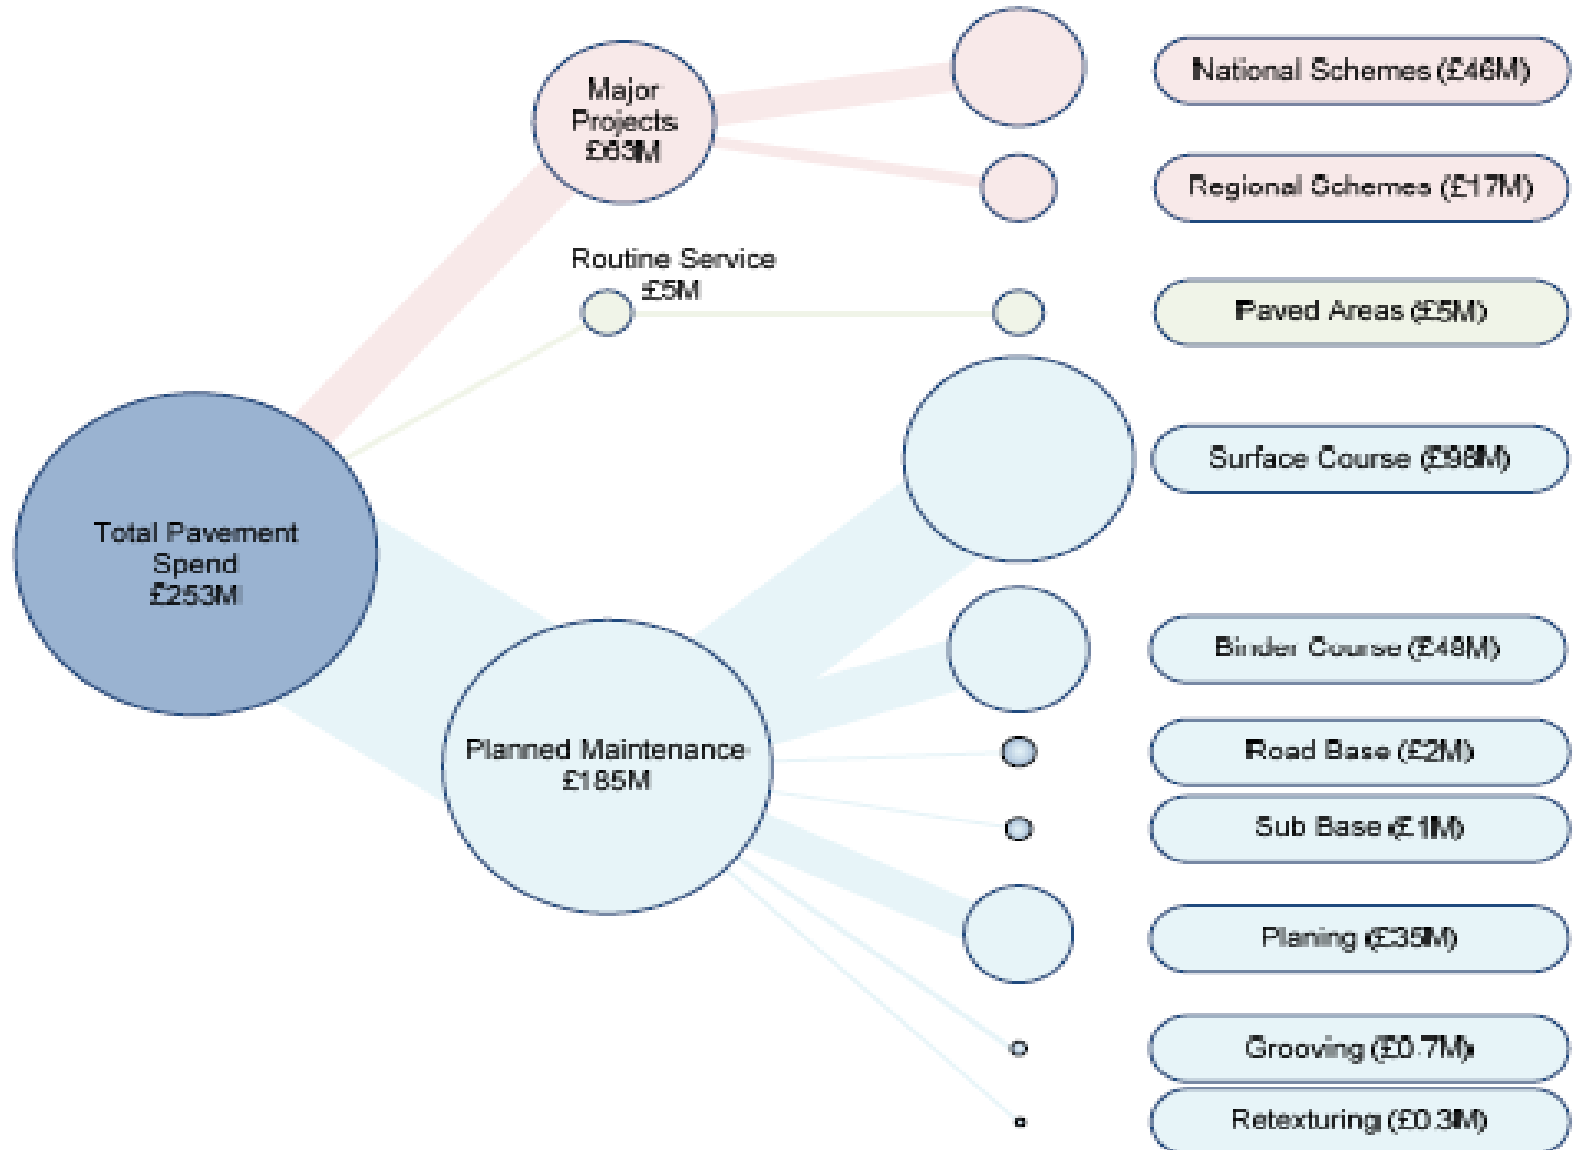 Major
Projects
£63M
National Schemes (£46M)
Regional Schemes (£17M)
Routine Service
£5M
Paved Areas (£5M)
Total Pavement
Spend
£253M
Surface Course (£98M)
Planned Maintenance
£185M
Binder Course (£48M)
Road Base (£2M)
Sub Base (£1M)
Planing (£35M)
Grooving (£0.7M)
Retexturing (£0.3M)